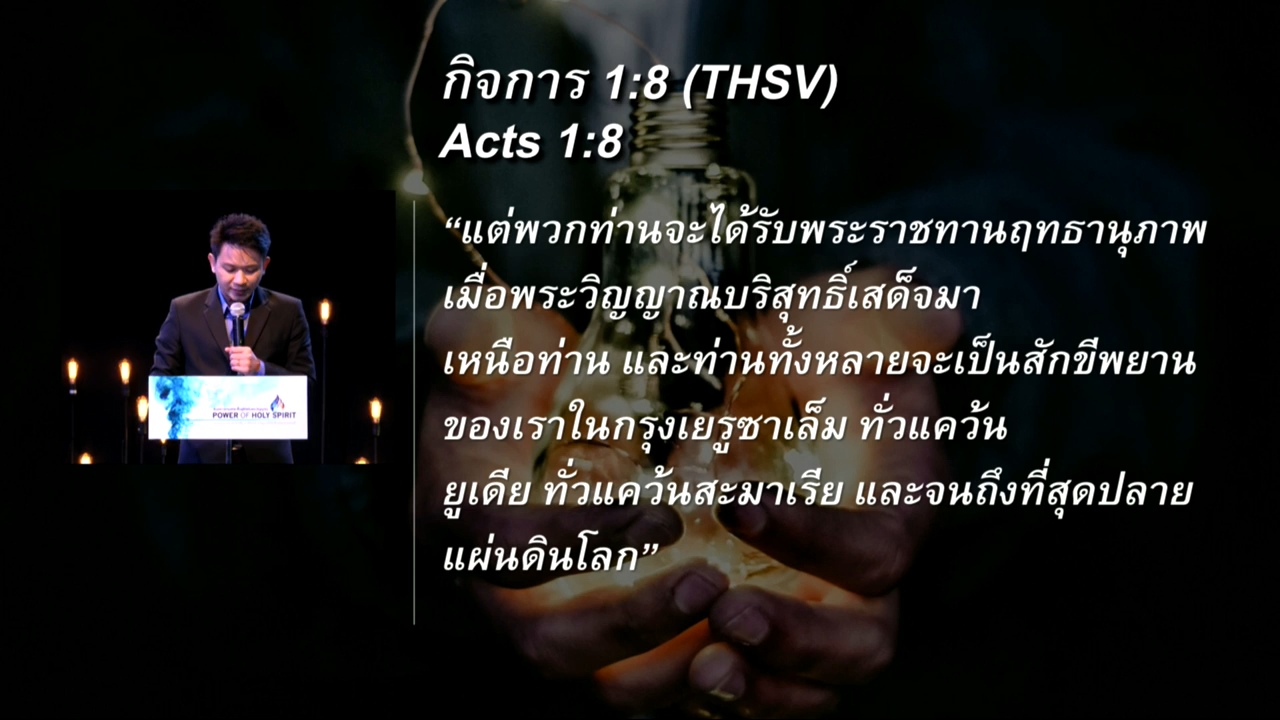 กิจการ 1:8 (THSV)
Acts 1:8
“แต่พวกท่านจะได้รับพระราชทานฤทธานุภาพ
เมื่อพระวิญญาณบริสุทธิ์เสด็จมา
เหนือท่าน และท่านทั้งหลายจะเป็นสักขีพยาน
ของเราในกรุงเยรูซาเล็ม ทั่วแคว้น
ยูเดีย ทั่วแคว้นสะมาเรีย และจนถึงที่สุดปลาย
แผ่นดินโลก”
POWER OF HOLY SPIRIT